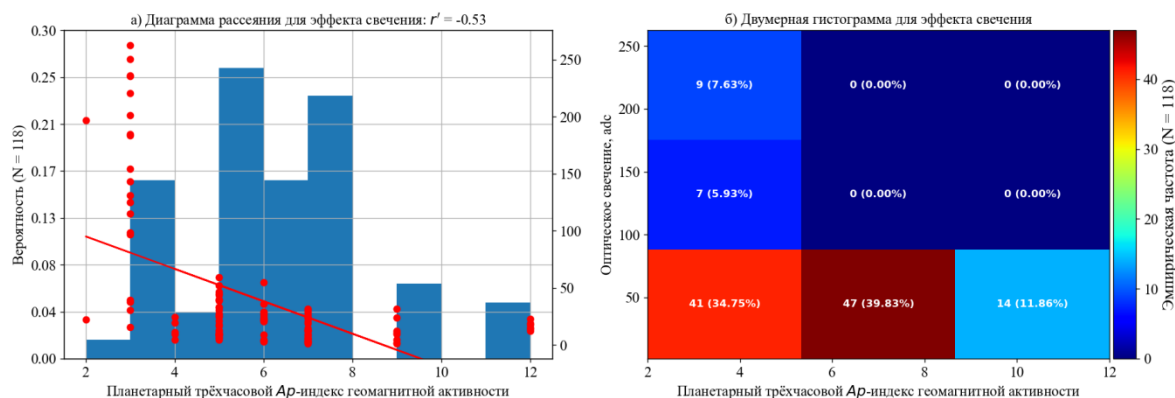 а) Диаграмма рассеяния для эффекта свечения: r' = -0.53
0.30
0.25
0.21
0.17
0.13
0.08
0.04
0.00
Вероятность (N = 118)
250
200
150
100
50
0
2 4 6 8 10 12
Планетарный трёхчасовой Ap-индекс геомагнитной активности
б) Двумерная гистограмма для эффекта свечения
250
200
150
100
50
Оптическое свечение, adc
9 (7.63%) 0 (0.00%) 0 (0.00%)
7 (5.93%) 0 (0.00%) 0 (0.00%)
41 (34.75%) 47 (39.83%) 14 (11.86%)
2 4 6 8 10 12
Планетарный трёхчасовой Ap-индекс геомагнитной активности
40
30
20
10
0
Эмпирическая частота (N = 118)